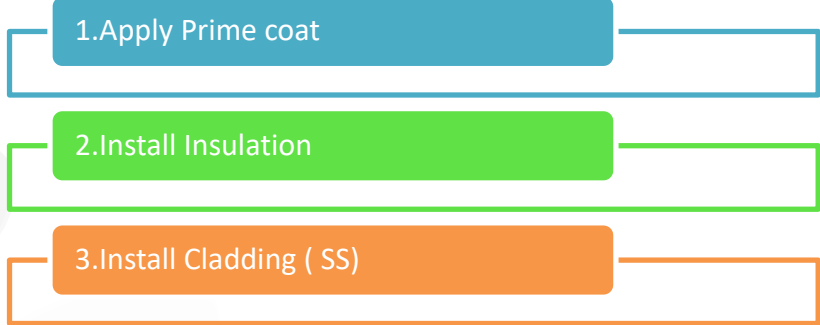 1.Apply Prime coat
2.Install Insulation
3.Install Cladding ( SS)